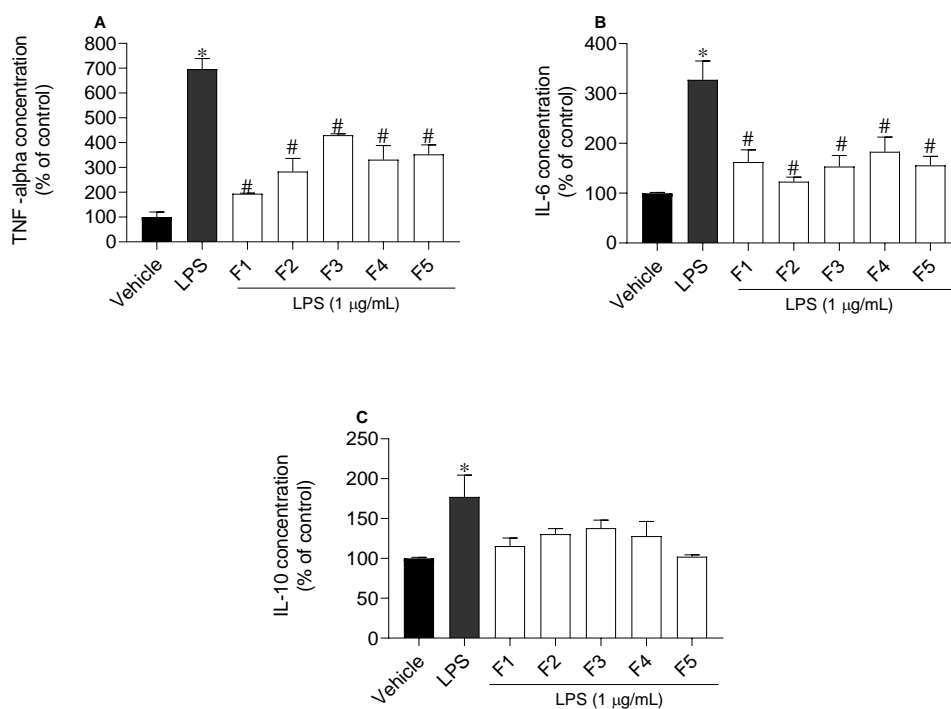 A
TNF -alpha concentration
(% of control)
800
700
600
500
400
300
200
100
0
*
#
#
#
#
#
Vehicle
LPS
F1
F2
F3
F4
F5
LPS (1 μg/mL)
B
IL-6 concentration
(% of control)
400
300
200
100
0
*
#
#
#
#
#
Vehicle
LPS
F1
F2
F3
F4
F5
LPS (1 μg/mL)
C
IL-10 concentration
(% of control)
250
200
150
100
50
0
*
Vehicle
LPS
F1
F2
F3
F4
F5
LPS (1 μg/mL)